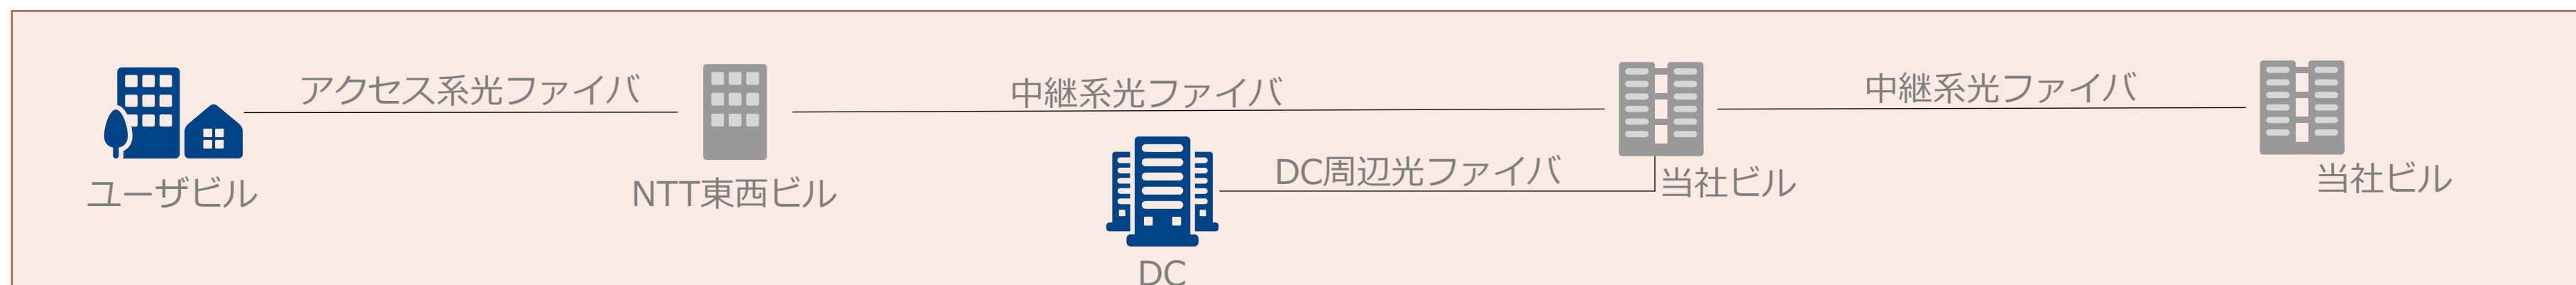 アクセス系光ファイバ
中継系光ファイバ
中継系光ファイバ
ユーザビル
NTT東西ビル
DC周辺光ファイバ
当社ビル
当社ビル
DC